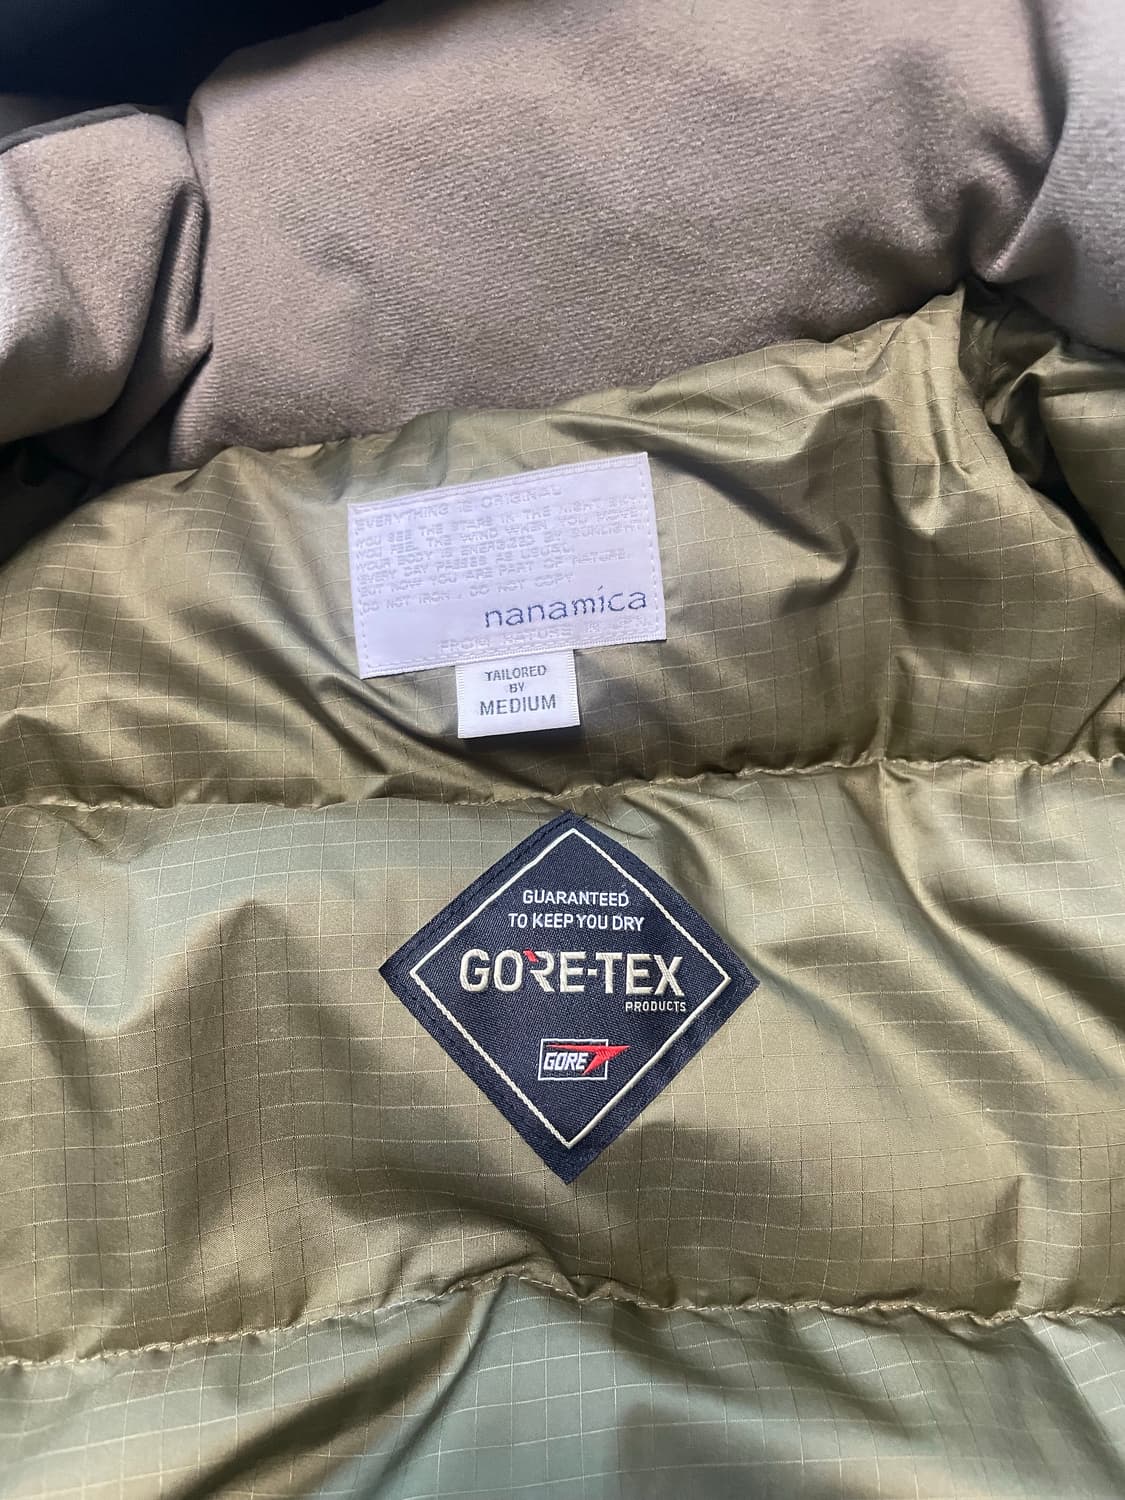 EVERYTHING IS ORIGINAL
YOU SEE THE STARS IN THE NIGHT SKY.
YOU FEEL THE WIND WHEN YOU
YOUR BODY IS ENERGIZED BY SUNLIGHT.
EVERY DAY PASSES AS USUAL
BUT NOW YOU ARE PART OF NATURE.
DO NOT IRON. DO NOT COPY
nanamica
TAILORED
BY
MEDIUM
GUARANTEED
TO KEEP YOU DRY
GORE-TEX
PRODUCTS
GORE